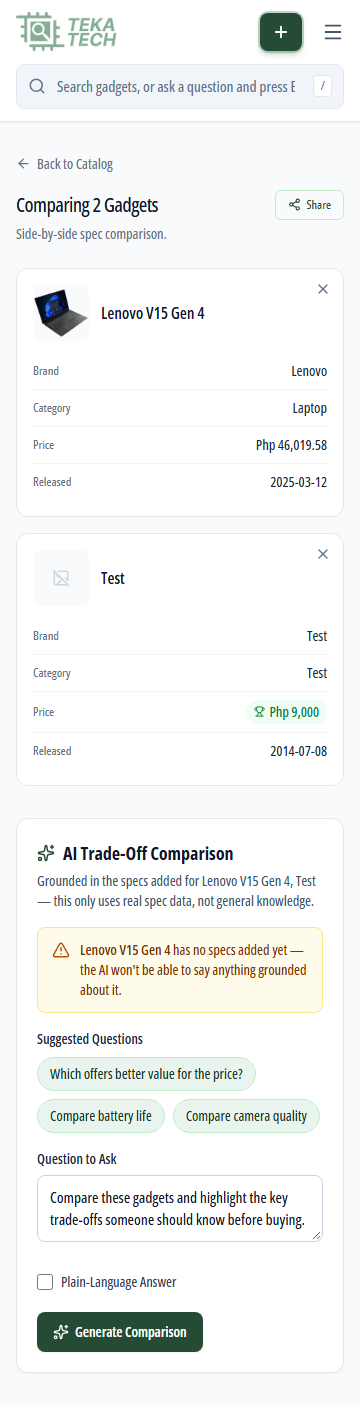 TEKA
TECH
Search gadgets, or ask a question and press E
/
Back to Catalog
Comparing 2 Gadgets
Share
Side-by-side spec comparison.
Lenovo V15 Gen 4
Brand
Lenovo
Category
Laptop
Price
Php 46,019.58
Released
2025-03-12
Test
Brand
Test
Category
Test
Price
Php 9,000
Released
2014-07-08
AI Trade-Off Comparison
Grounded in the specs added for Lenovo V15 Gen 4, Test
— this only uses real spec data, not general knowledge.
Lenovo V15 Gen 4 has no specs added yet —
the AI won't be able to say anything grounded
about it.
Suggested Questions
Which offers better value for the price?
Compare battery life
Compare camera quality
Question to Ask
Compare these gadgets and highlight the key
trade-offs someone should know before buying.
Plain-Language Answer
Generate Comparison